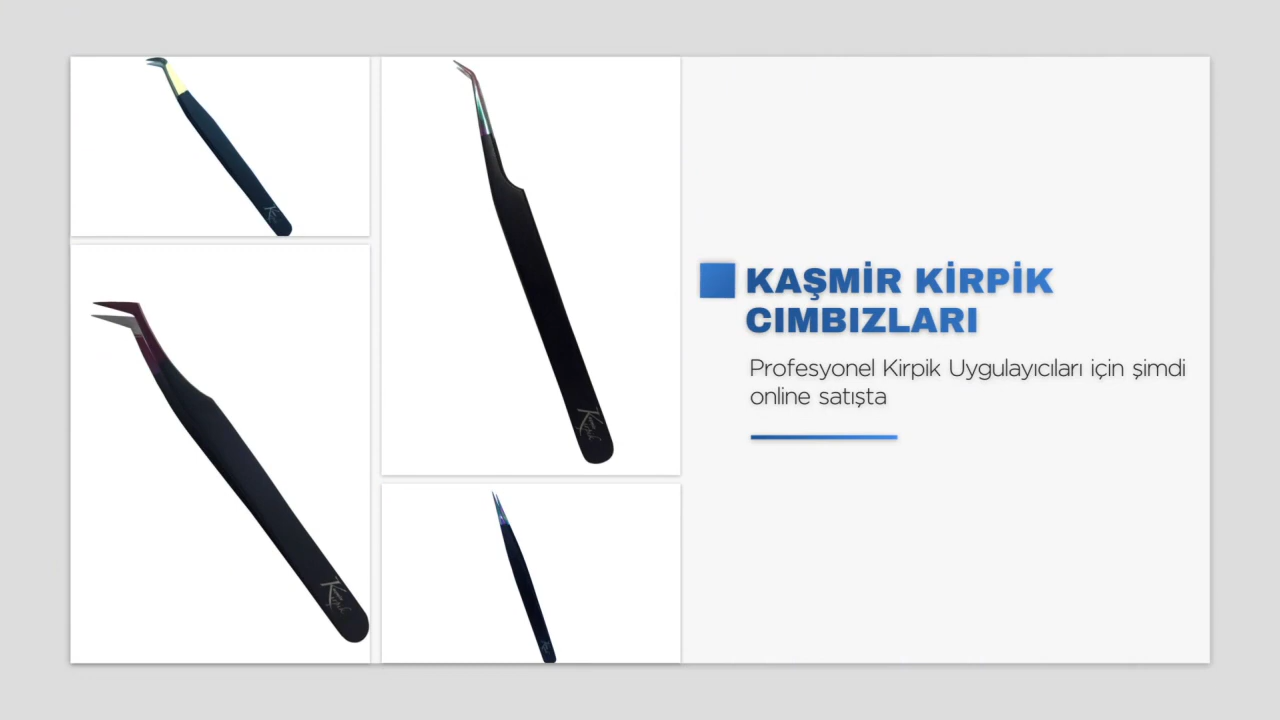 KAŞMİR KİRPİK
CIMBIZLARI
Profesyonel Kirpik Uygulayıcıları için şimdi
online satışta